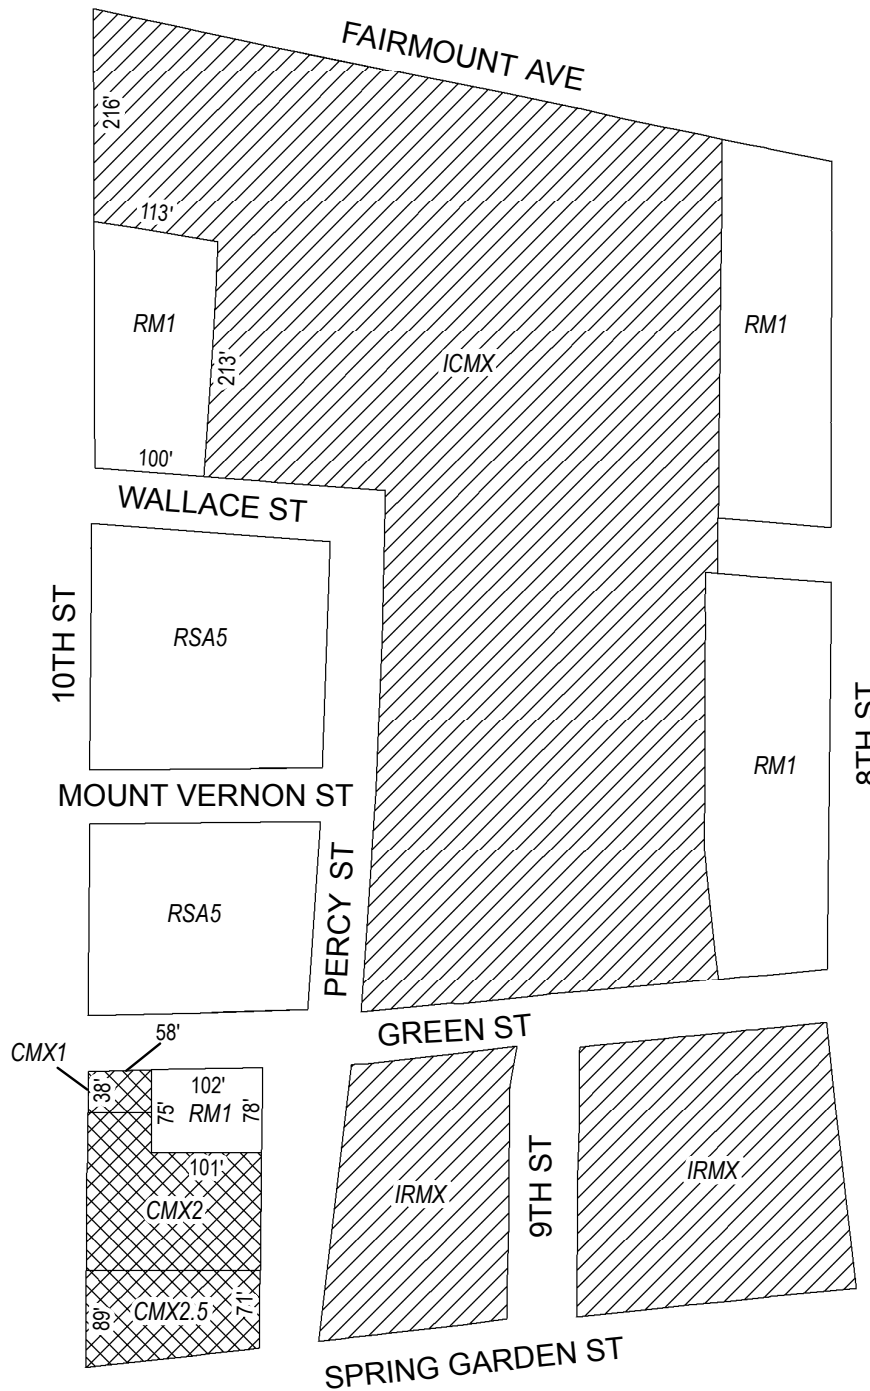 FAIRMOUNT AVE
216'
113'
RM1
RM1
ICMX
213'
100'
WALLACE ST
10TH ST
RSA5
8TH ST
RM1
MOUNT VERNON ST
PERCY ST
RSA5
GREEN ST
58'
CMX1
38'
102'
75'
RM1
78'
101'
9TH ST
IRMX
IRMX
CMX2
CMX2.5
89'
71'
SPRING GARDEN ST